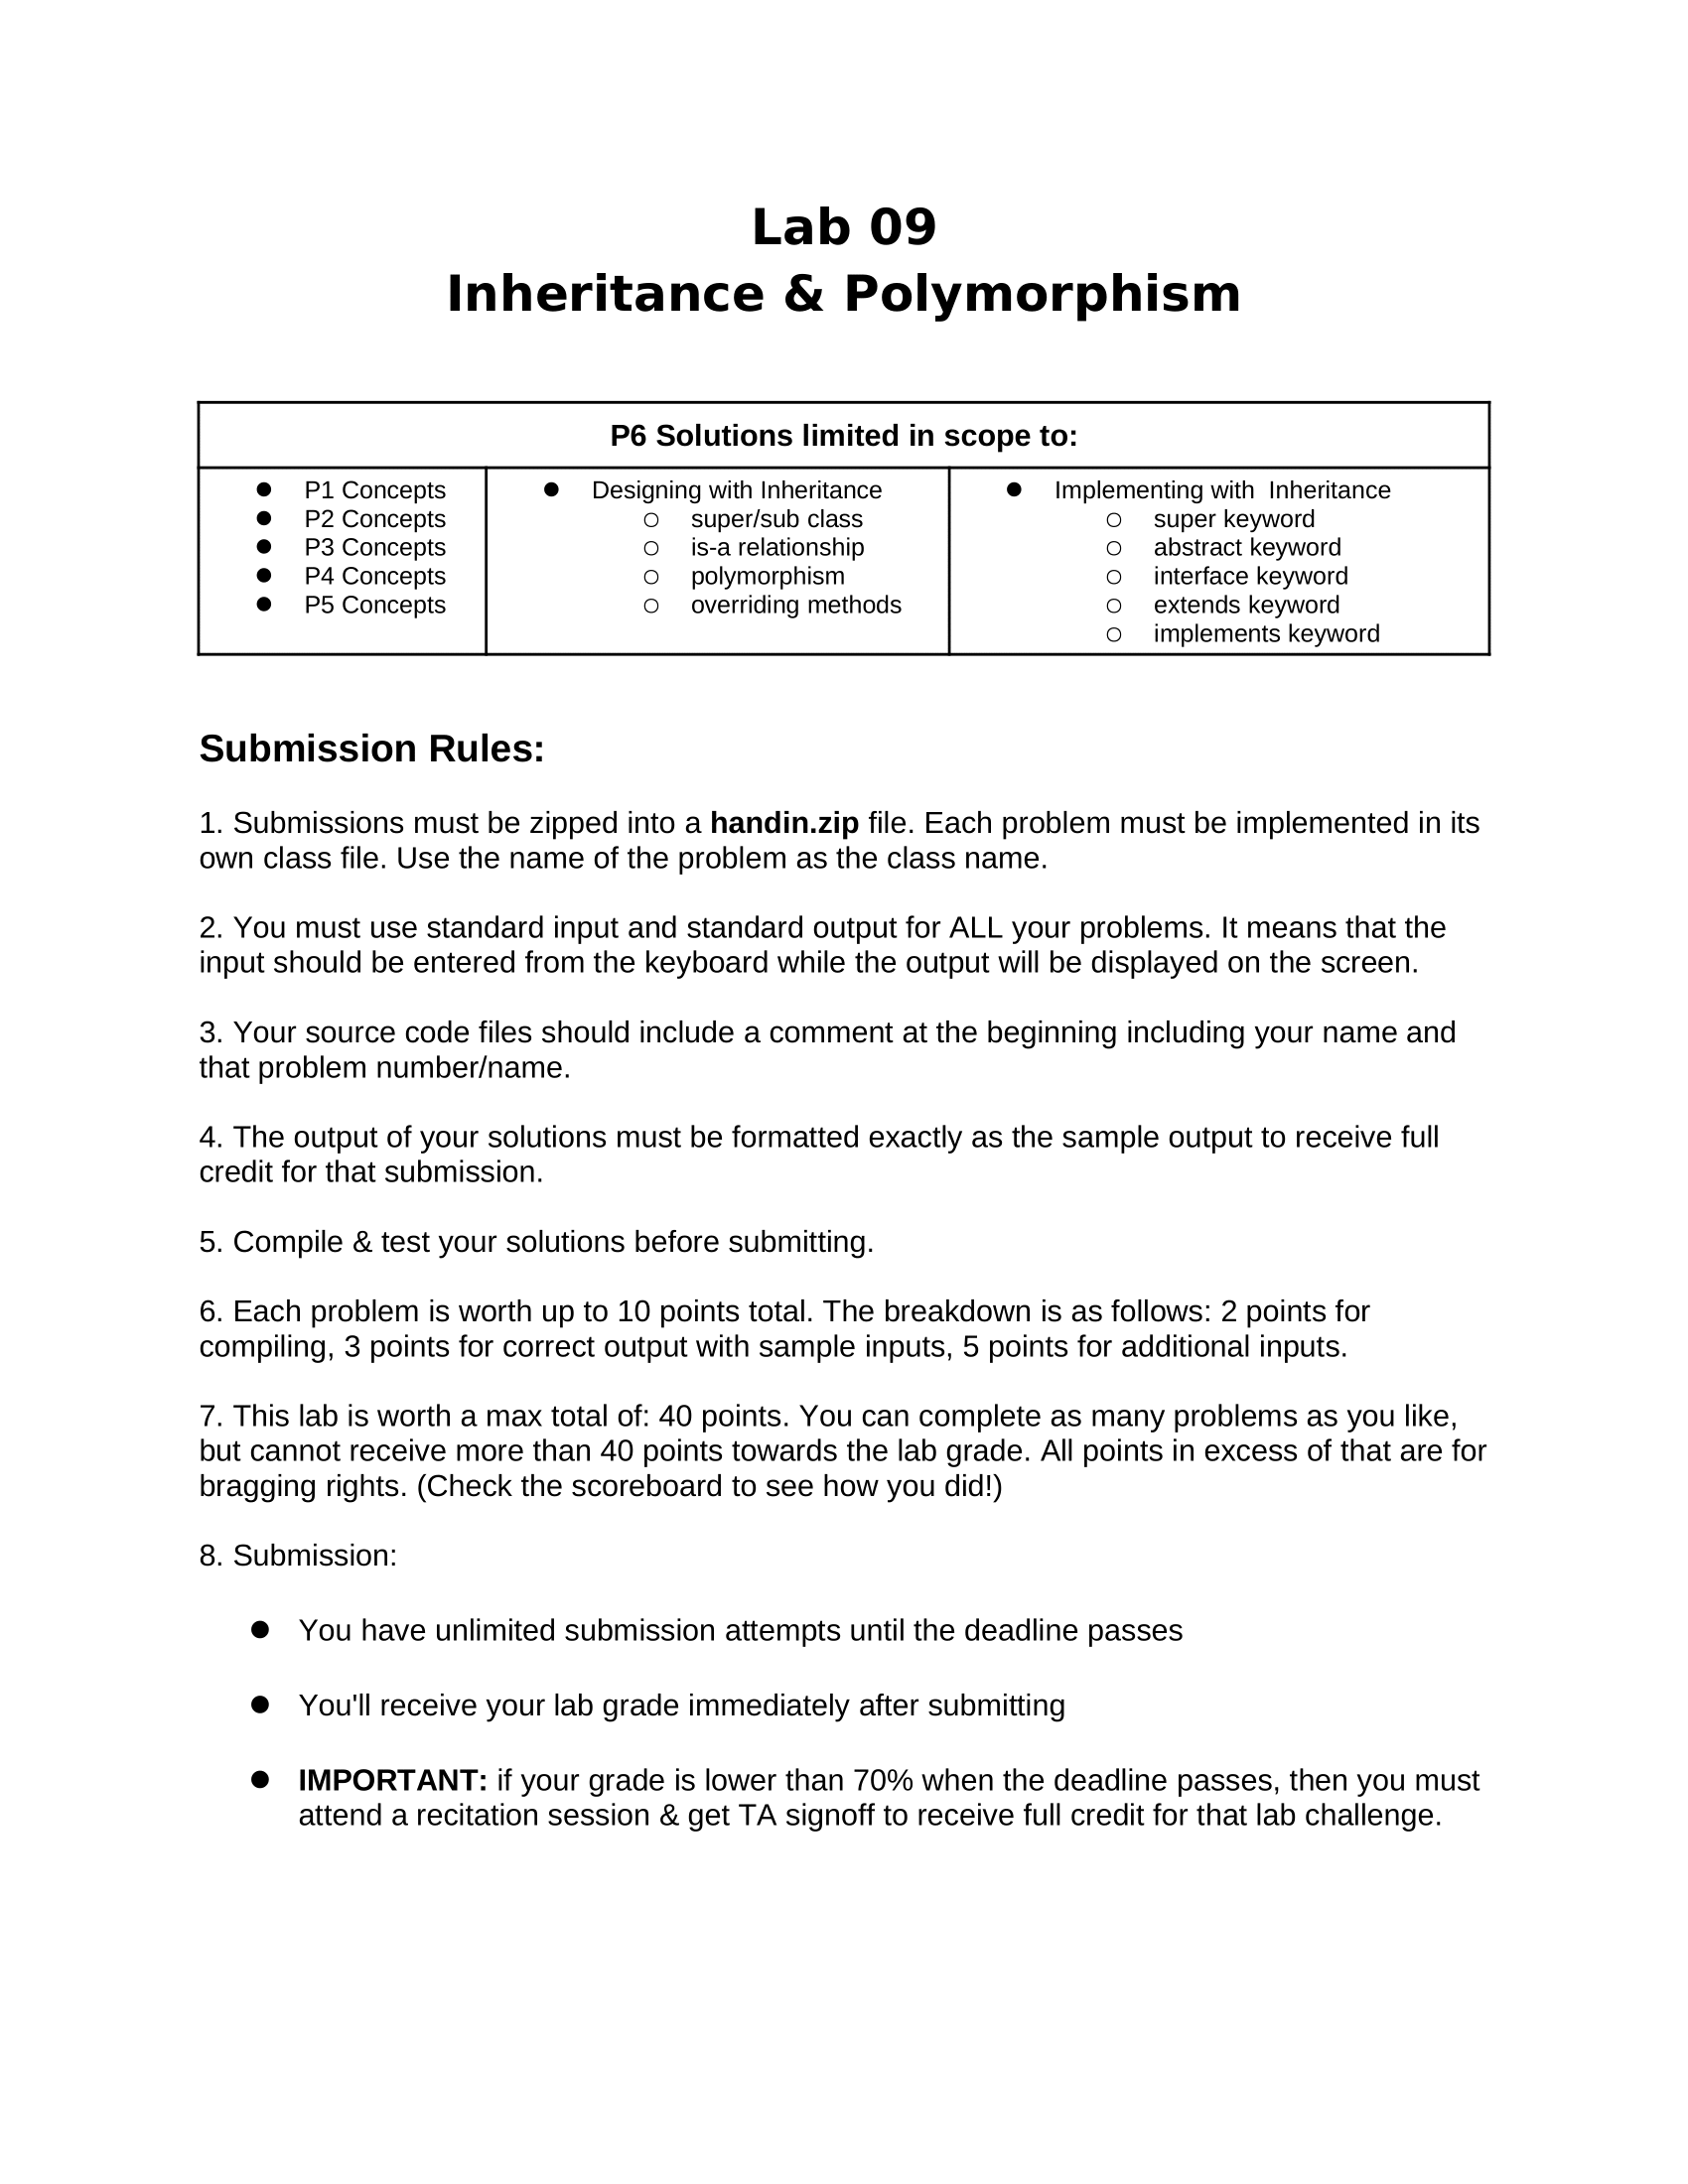 Lab 09
Inheritance & Polymorphism
P6 Solutions limited in scope to:
● P1 Concepts
● P2 Concepts
● P3 Concepts
● P4 Concepts
● P5 Concepts
● Designing with Inheritance
○ super/sub class
○ is-a relationship
○ polymorphism
○ overriding methods
● Implementing with  Inheritance
○ super keyword
○ abstract keyword
○ interface keyword
○ extends keyword
○ implements keyword
Submission Rules:
1. Submissions must be zipped into a handin.zip file. Each problem must be implemented in its
own class file. Use the name of the problem as the class name.
2. You must use standard input and standard output for ALL your problems. It means that the
input should be entered from the keyboard while the output will be displayed on the screen.
3. Your source code files should include a comment at the beginning including your name and
that problem number/name.
4. The output of your solutions must be formatted exactly as the sample output to receive full
credit for that submission.
5. Compile & test your solutions before submitting.
6. Each problem is worth up to 10 points total. The breakdown is as follows: 2 points for
compiling, 3 points for correct output with sample inputs, 5 points for additional inputs.
7. This lab is worth a max total of: 40 points. You can complete as many problems as you like,
but cannot receive more than 40 points towards the lab grade. All points in excess of that are for
bragging rights. (Check the scoreboard to see how you did!)
8. Submission:
● You have unlimited submission attempts until the deadline passes
● You'll receive your lab grade immediately after submitting
● IMPORTANT: if your grade is lower than 70% when the deadline passes, then you must
attend a recitation session & get TA signoff to receive full credit for that lab challenge.